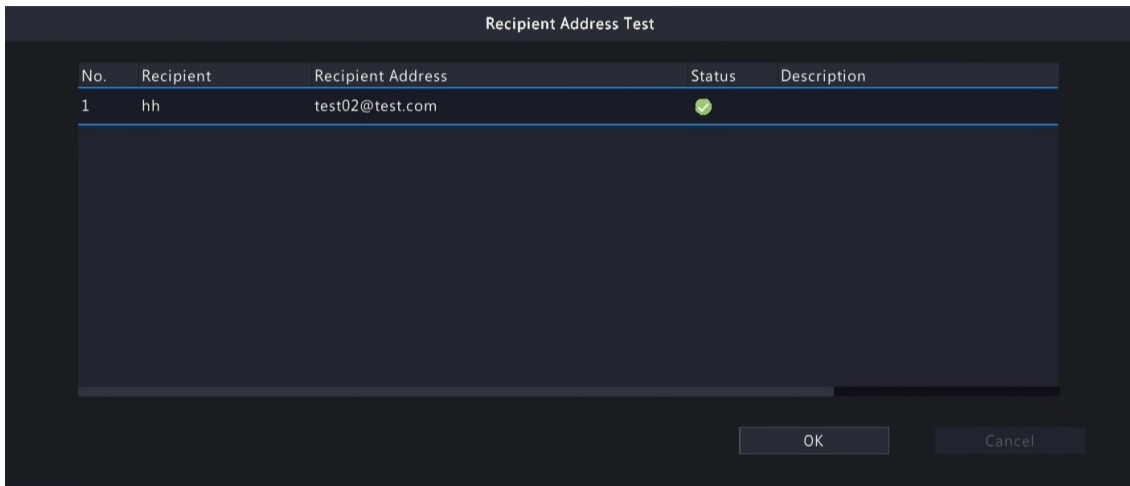 Recipient Address Test
No. Recipient Recipient Address Status Description
1 hh test02@test.com
OK Cancel